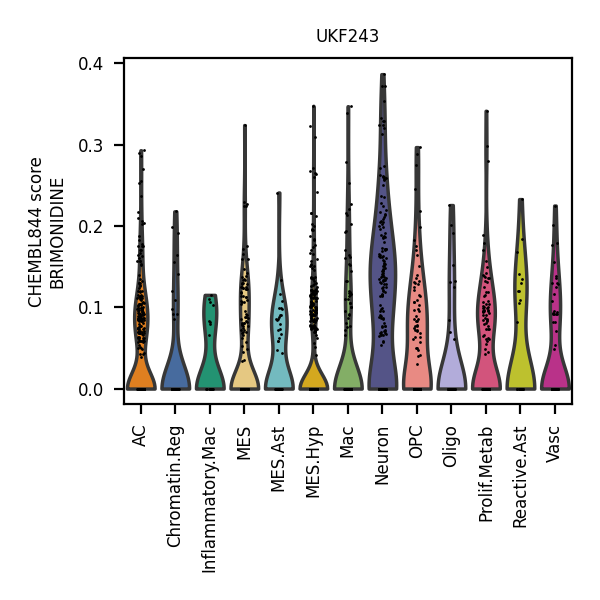 UKF243
CHEMBL844 score
BRIMONIDINE
0.4
0.3
0.2
0.1
0.0
AC
Chromatin.Reg
Inflammatory.Mac
MES
MES.Ast
MES.Hyp
Mac
Neuron
OPC
Oligo
Prolif.Metab
Reactive.Ast
Vasc